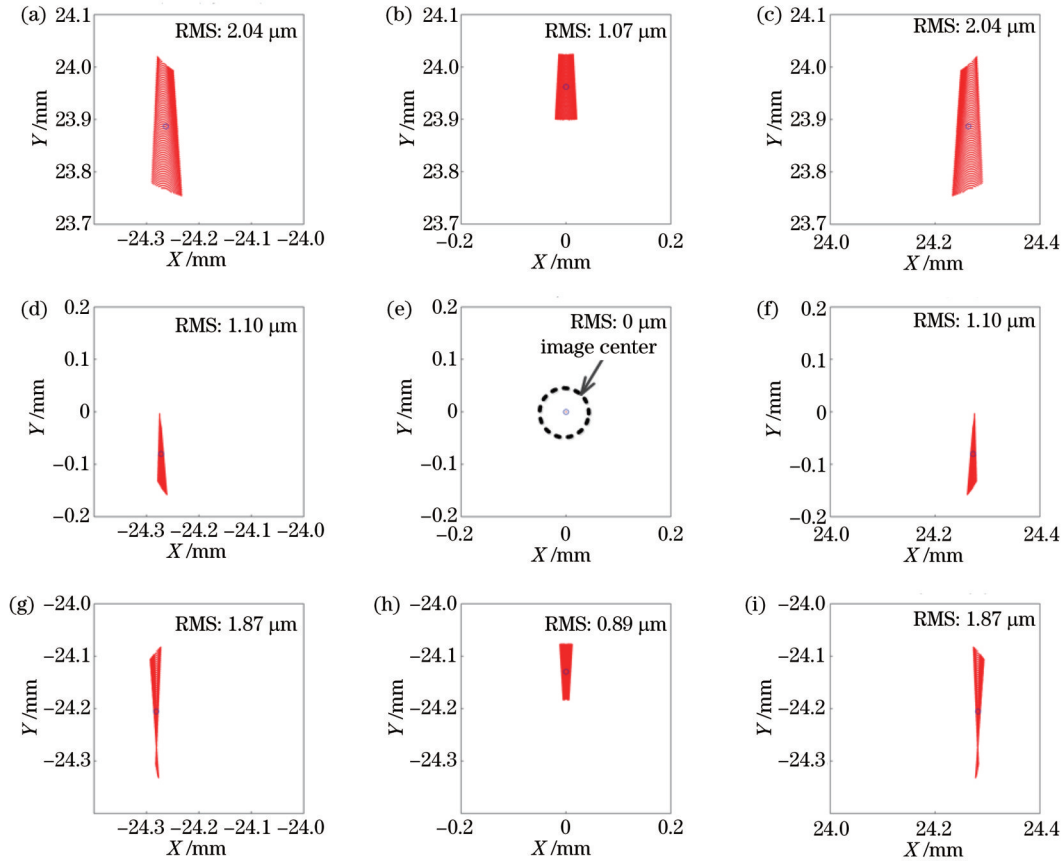 (a)
RMS: 2.04 μm
24.1
24.0
23.9
23.8
23.7
Y/mm
−24.3 −24.2 −24.1 −24.0
X/mm
(b)
RMS: 1.07 μm
24.1
24.0
23.9
23.8
23.7
Y/mm
−0.2 0 0.2
X/mm
(c)
RMS: 2.04 μm
24.1
24.0
23.9
23.8
23.7
Y/mm
24.0 24.2 24.4
X/mm
(d)
RMS: 1.10 μm
0.2
0.1
0
−0.1
−0.2
Y/mm
−24.3 −24.2 −24.1 −24.0
X/mm
(e)
RMS: 0 μm
image center
0.2
0.1
0
−0.1
−0.2
Y/mm
−0.2 0 0.2
X/mm
(f)
RMS: 1.10 μm
0.2
0.1
0
−0.1
−0.2
Y/mm
24.0 24.2 24.4
X/mm
(g)
RMS: 1.87 μm
−24.0
−24.1
−24.2
−24.3
Y/mm
−24.3 −24.2 −24.1 −24.0
X/mm
(h)
RMS: 0.89 μm
−24.0
−24.1
−24.2
−24.3
Y/mm
−0.2 0 0.2
X/mm
(i)
RMS: 1.87 μm
−24.0
−24.1
−24.2
−24.3
Y/mm
24.0 24.2 24.4
X/mm